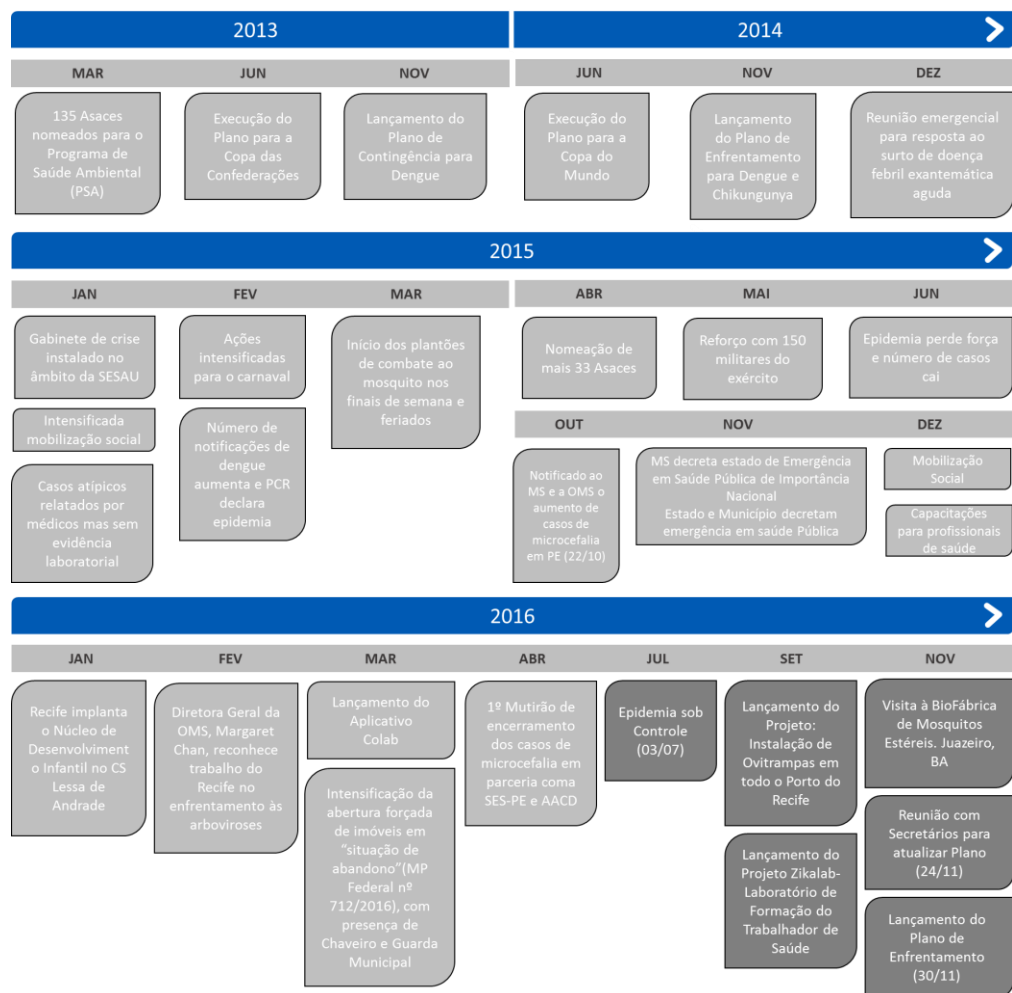 2013
2014
MAR
JUN
NOV
JUN
NOV
DEZ
135 Asaces
nomeados para o
Programa de
Saúde Ambiental
(PSA)
Execução do
Plano para a
Copa das
Confederações
Lançamento do
Plano de
Contingência para
Dengue
Execução do
Plano para a
Copa do
Mundo
Lançamento
do Plano de
Enfrentamento
para Dengue e
Chikungunya
Reunião emergencial
para resposta ao
surto de doença
febril exantemática
aguda
2015
JAN
FEV
MAR
ABR
MAI
JUN
Gabinete de crise
instalado no
âmbito da SESAU
Intensificada
mobilização social
Casos atípicos
relatados por
médicos mas sem
evidência
laboratorial
Ações
intensificadas
para o carnaval
Número de
notificações de
dengue
aumenta e PCR
declara
epidemia
Início dos plantões
de combate ao
mosquito nos
finais de semana e
feriados
Nomeação de
mais 33 Asaces
Reforço com 150
militares do
exército
Epidemia perde força
e número de casos
cai
OUT
NOV
DEZ
Notificado ao
MS e a OMS o
aumento de
casos de
microcefalia
em PE (22/10)
MS decreta estado de Emergência
em Saúde Pública de Importância
Nacional
Estado e Município decretam
emergência em saúde Pública
Mobilização
Social
Capacitações
para profissionais
de saúde
2016
JAN
FEV
MAR
ABR
JUL
SET
NOV
Recife implanta
o Núcleo de
Desenvolviment
o Infantil no CS
Lessa de
Andrade
Diretora Geral da
OMS, Margaret
Chan, reconhece
trabalho do
Recife no
enfrentamento às
arboviroses
Lançamento do
Aplicativo
Colab
Intensificação da
abertura forçada
de imóveis em
“situação de
abandono”(MP
Federal nº
712/2016), com
presença de
Chaveiro e Guarda
Municipal
1º Mutirão de
encerramento
dos casos de
microcefalia em
parceria coma
SES-PE e AACD
Epidemia sob
Controle
(03/07)
Lançamento do
Projeto:
Instalação de
Ovitrampas em
todo o Porto do
Recife
Lançamento do
Projeto Zikalab-
Laboratório de
Formação do
Trabalhador de
Saúde
Visita à BioFábrica
de Mosquitos
Estéreis. Juazeiro,
BA
Reunião com
Secretários para
atualizar Plano
(24/11)
Lançamento do
Plano de
Enfrentamento
(30/11)